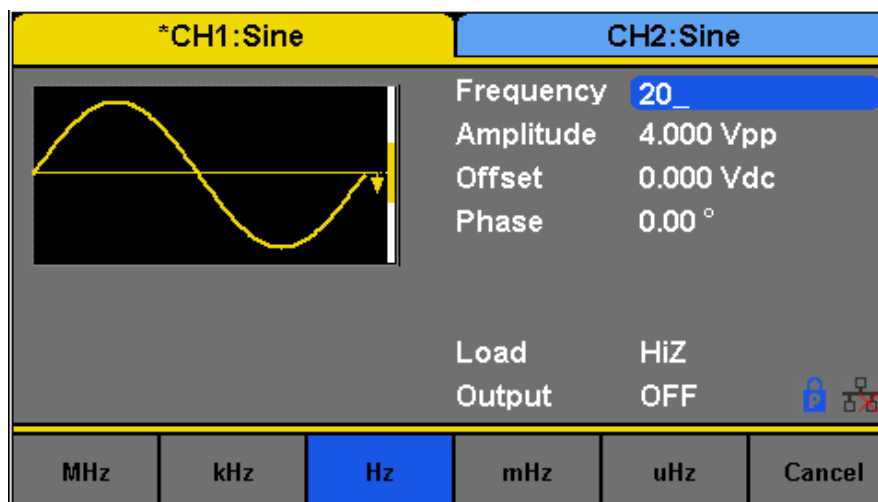 *CH1:Sine
CH2:Sine
Frequency 20_
Amplitude 4.000 Vpp
Offset 0.000 Vdc
Phase 0.00 °
Load HiZ
Output OFF
P
MHz kHz Hz mHz uHz Cancel